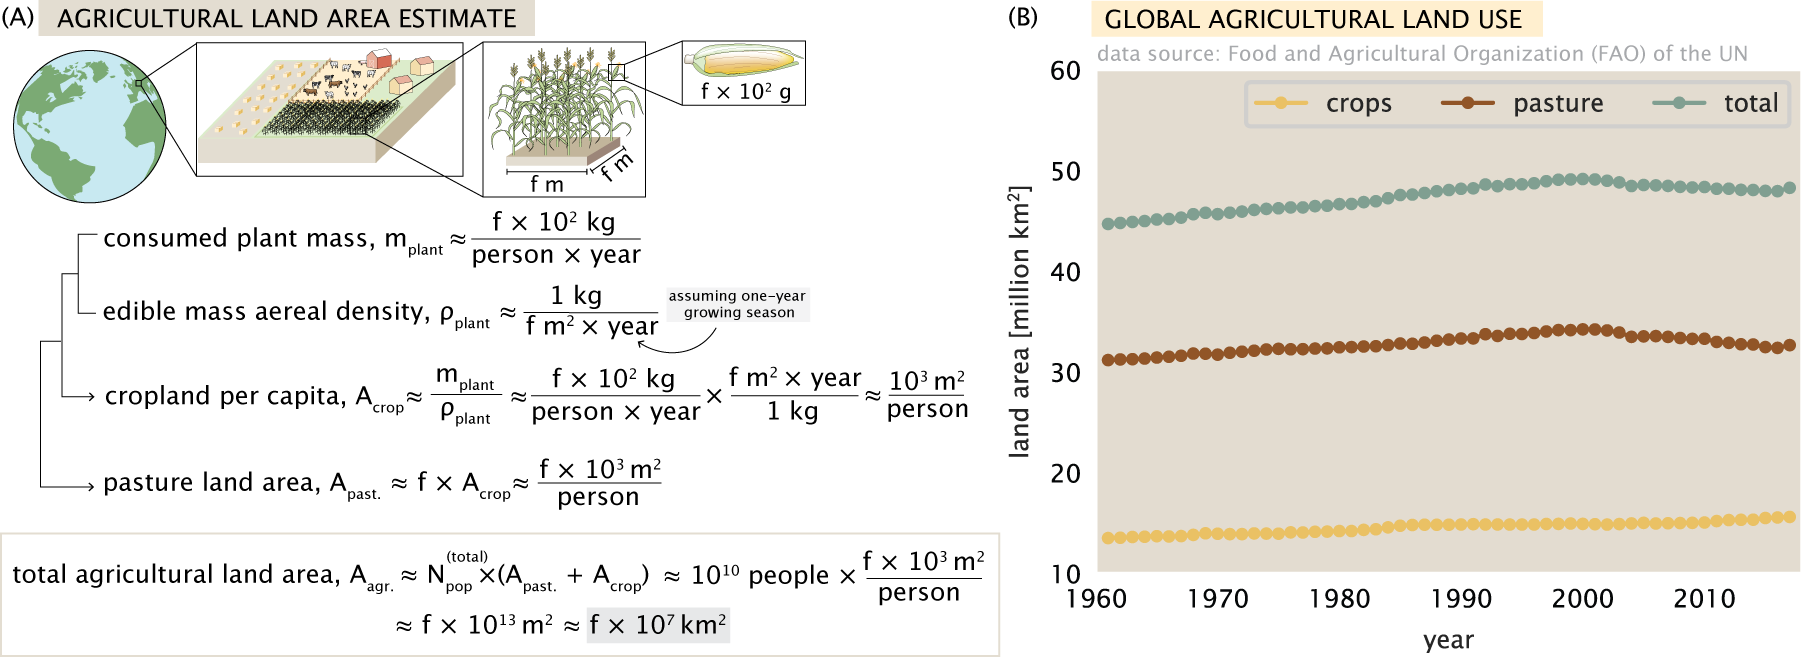 (A) AGRICULTURAL LAND AREA ESTIMATE
f × 10² g
f m
f m
consumed plant mass, m_plant ≈ f × 10² kg / person × year
edible mass aereal density, ρ_plant ≈ 1 kg / f m² × year
assuming one-year
growing season
cropland per capita, A_crop ≈ m_plant / ρ_plant ≈ f × 10² kg / person × year × f m² × year / 1 kg ≈ 10³ m² / person
pasture land area, A_past. ≈ f × A_crop ≈ f × 10³ m² / person
total agricultural land area, A_agr. ≈ N_pop^(total) × (A_past. + A_crop) ≈ 10¹⁰ people × f × 10³ m² / person
≈ f × 10¹³ m² ≈ f × 10⁷ km²
(B) GLOBAL AGRICULTURAL LAND USE
data source: Food and Agricultural Organization (FAO) of the UN
crops pasture total
land area [million km²]
60
50
40
30
20
10
1960 1970 1980 1990 2000 2010
year